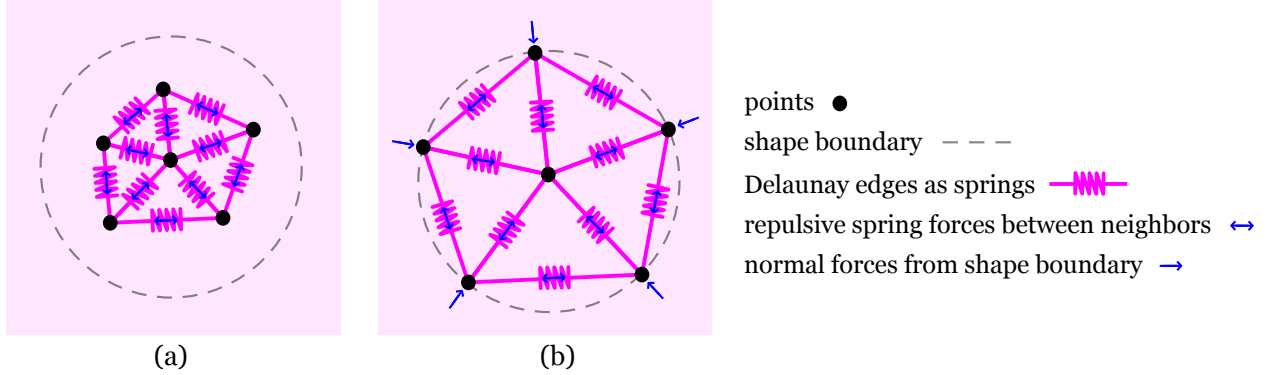 points
shape boundary
Delaunay edges as springs
repulsive spring forces between neighbors
normal forces from shape boundary
(a)
(b)